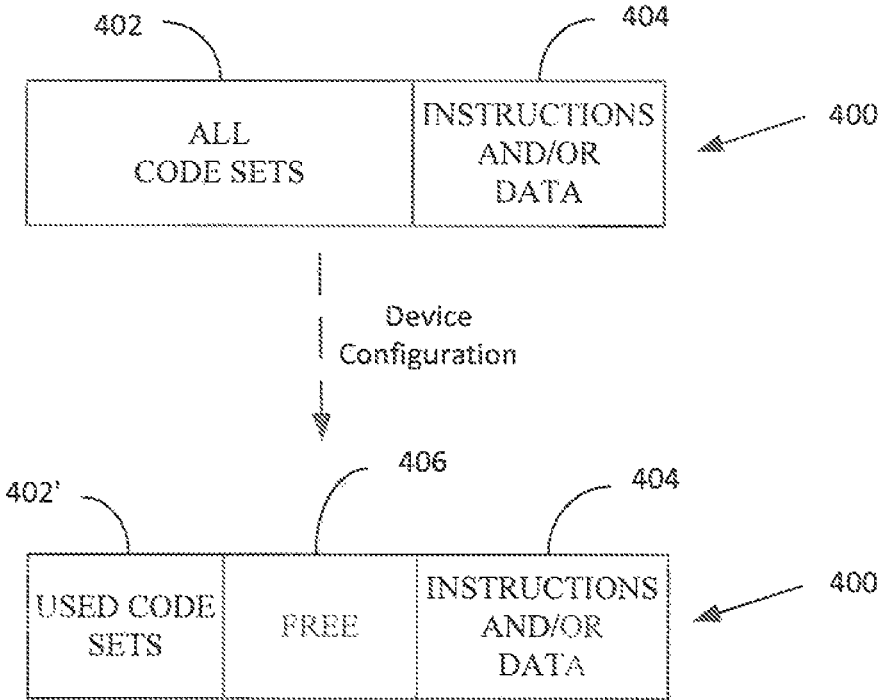 402
404
ALL
CODE SETS
INSTRUCTIONS
AND/OR
DATA
400
Device
Configuration
402'
406
404
USED CODE
SETS
FREE
INSTRUCTIONS
AND/OR
DATA
400